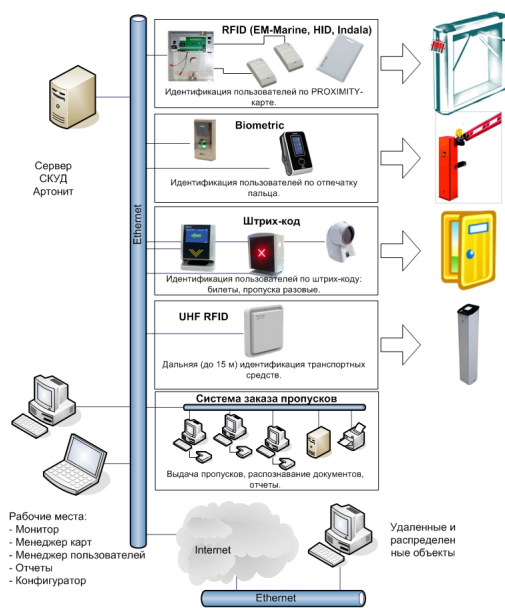 RFID (EM-Marine, HID, Indala)
Идентификация пользователей по PROXIMITY-
карте.
Biometric
Идентификация пользователей по отпечатку
пальца.
Сервер
СКУД
Артонит
Ethernet
Штрих-код
Идентификация пользователей по штрих-коду:
билеты, пропуска разовые.
UHF RFID
Дальняя (до 15 м) идентификация транспортных
средств.
Система заказа пропусков
Выдача пропусков, распознавание документов,
отчеты.
Рабочие места:
- Монитор
- Менеджер карт
- Менеджер пользователей
- Отчеты
- Конфигуратор
Internet
Удаленные и
распределен
ные объекты
Ethernet